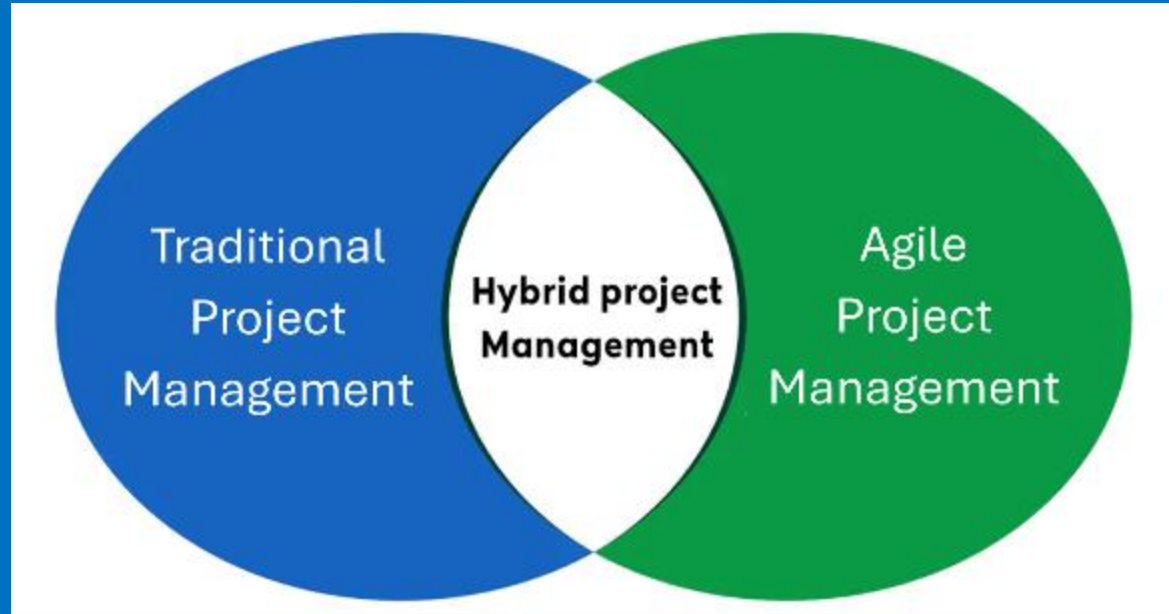 Traditional
Project
Management
Hybrid project
Management
Agile
Project
Management